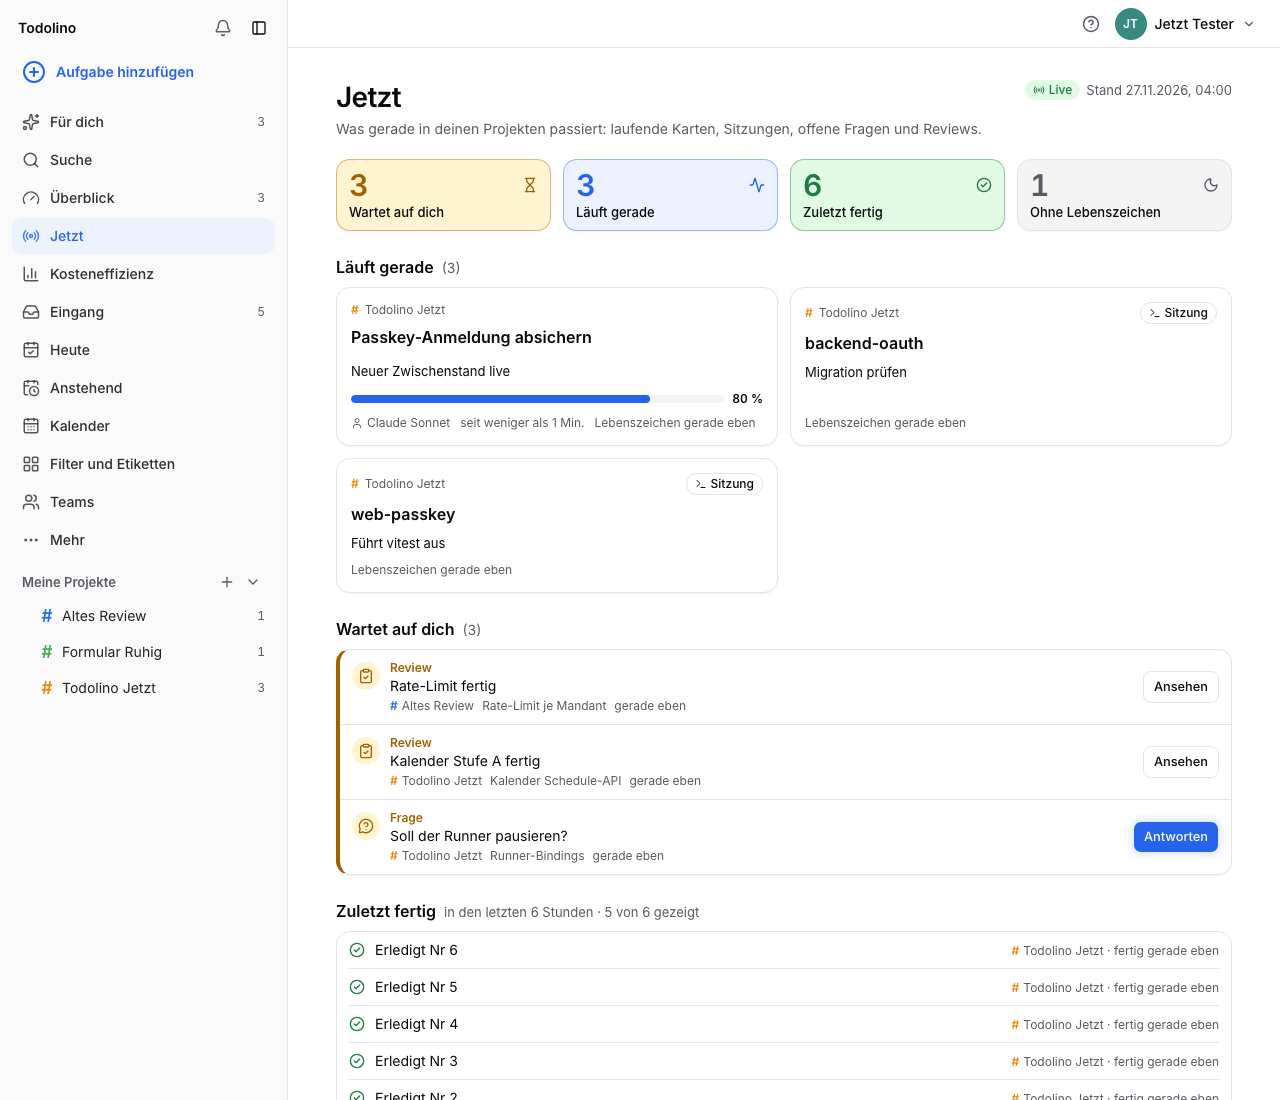 Todolino
Aufgabe hinzufügen
Für dich 3
Suche
Überblick 3
Jetzt
Kosteneffizienz
Eingang 5
Heute
Anstehend
Kalender
Filter und Etiketten
Teams
Mehr
Meine Projekte
# Altes Review 1
# Formular Ruhig 1
# Todolino Jetzt 3
JT Jetzt Tester
Jetzt
Live Stand 27.11.2026, 04:00
Was gerade in deinen Projekten passiert: laufende Karten, Sitzungen, offene Fragen und Reviews.
3
Wartet auf dich
3
Läuft gerade
6
Zuletzt fertig
1
Ohne Lebenszeichen
Läuft gerade (3)
# Todolino Jetzt
Passkey-Anmeldung absichern
Neuer Zwischenstand live
80 %
Claude Sonnet seit weniger als 1 Min. Lebenszeichen gerade eben
# Todolino Jetzt Sitzung
backend-oauth
Migration prüfen
Lebenszeichen gerade eben
# Todolino Jetzt Sitzung
web-passkey
Führt vitest aus
Lebenszeichen gerade eben
Wartet auf dich (3)
Review
Rate-Limit fertig
# Altes Review Rate-Limit je Mandant gerade eben
Ansehen
Review
Kalender Stufe A fertig
# Todolino Jetzt Kalender Schedule-API gerade eben
Ansehen
Frage
Soll der Runner pausieren?
# Todolino Jetzt Runner-Bindings gerade eben
Antworten
Zuletzt fertig in den letzten 6 Stunden · 5 von 6 gezeigt
Erledigt Nr 6 # Todolino Jetzt · fertig gerade eben
Erledigt Nr 5 # Todolino Jetzt · fertig gerade eben
Erledigt Nr 4 # Todolino Jetzt · fertig gerade eben
Erledigt Nr 3 # Todolino Jetzt · fertig gerade eben
Erledigt Nr 2 # Todolino Jetzt · fertig gerade eben